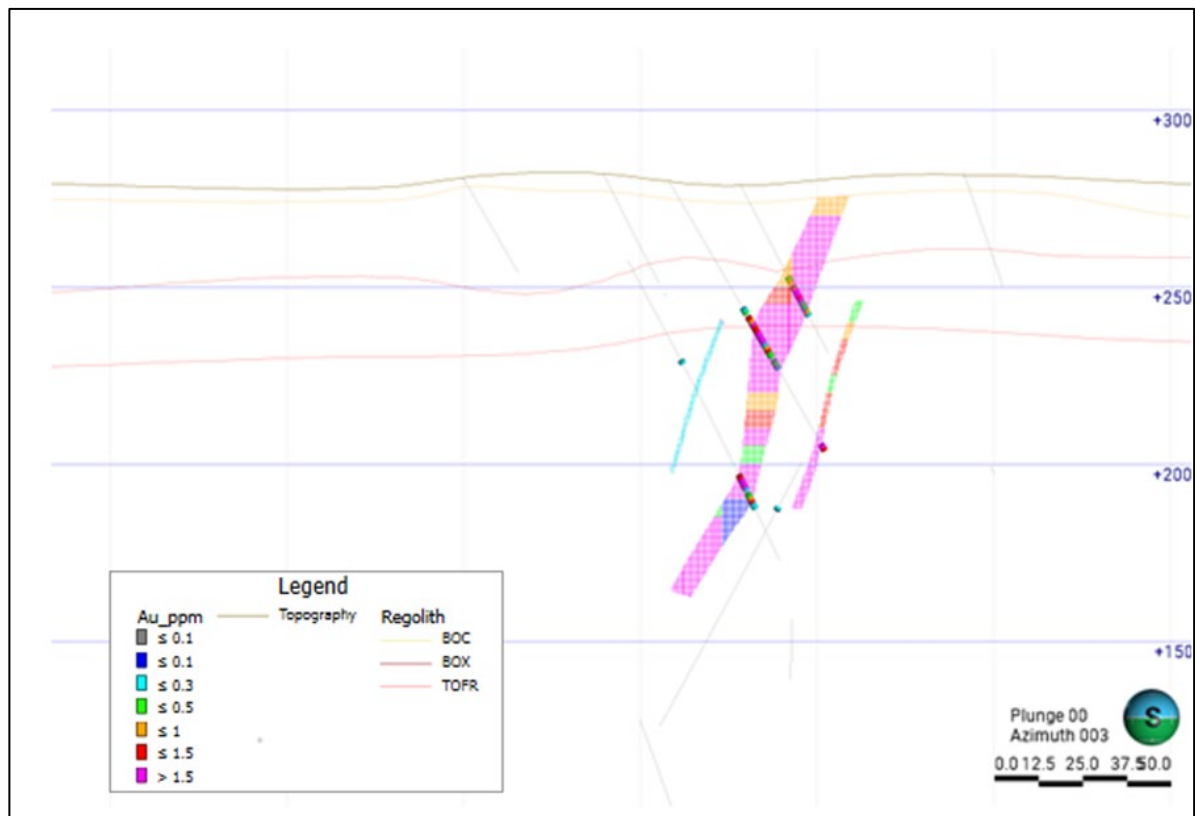 +300
+250
+200
+150
Legend
Au_ppm
≤ 0.1
≤ 0.1
≤ 0.3
≤ 0.5
≤ 1
≤ 1.5
> 1.5
Topography
Regolith
BOC
BOX
TOFR
Plunge 00
Azimuth 003
S
0.0 12.5 25.0 37.5 50.0